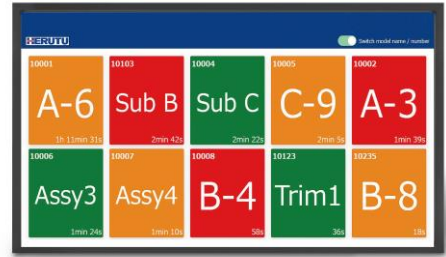 HERUTU
Switch model name / number
10001
A-6
1h 11min 31s
10103
Sub B
2min 42s
10004
Sub C
2min 22s
10005
C-9
2min 5s
10002
A-3
1min 39s
10006
Assy3
1min 24s
10007
Assy4
1min 10s
10008
B-4
58s
10123
Trim1
36s
10235
B-8
18s